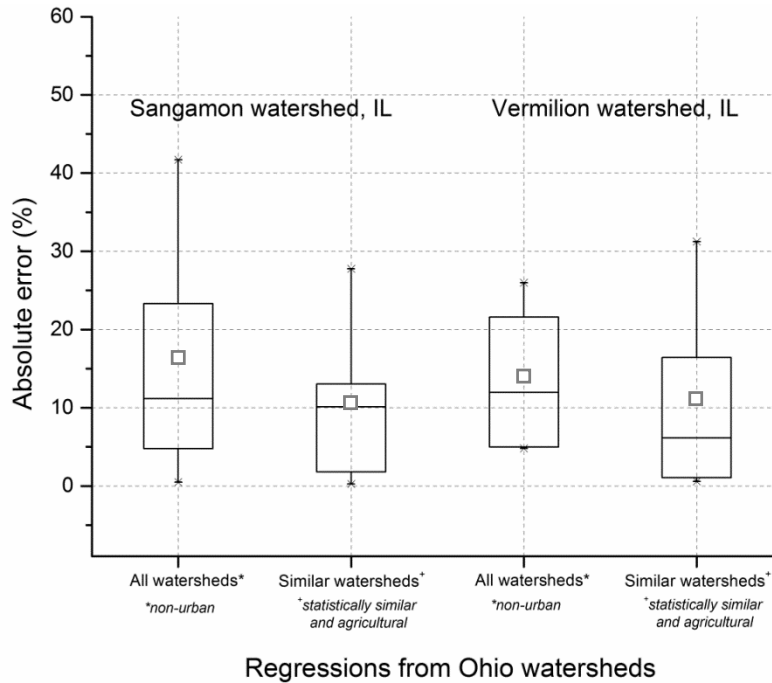 60
50
40
30
20
10
0
Absolute error (%)
Sangamon watershed, IL
Vermilion watershed, IL
All watersheds*
*non-urban
Similar watersheds+
+statistically similar
and agricultural
All watersheds*
*non-urban
Similar watersheds+
+statistically similar
and agricultural
Regressions from Ohio watersheds